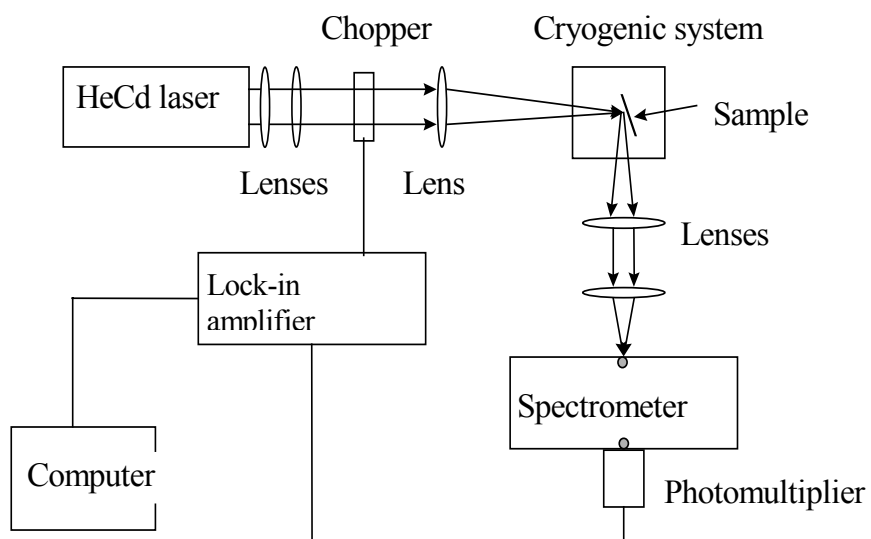 Chopper
Cryogenic system
HeCd laser
Sample
Lenses
Lens
Lenses
Lock-in
amplifier
Spectrometer
Computer
Photomultiplier